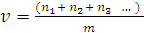 v = (n₁ + n₂ + n₃ ...) / m